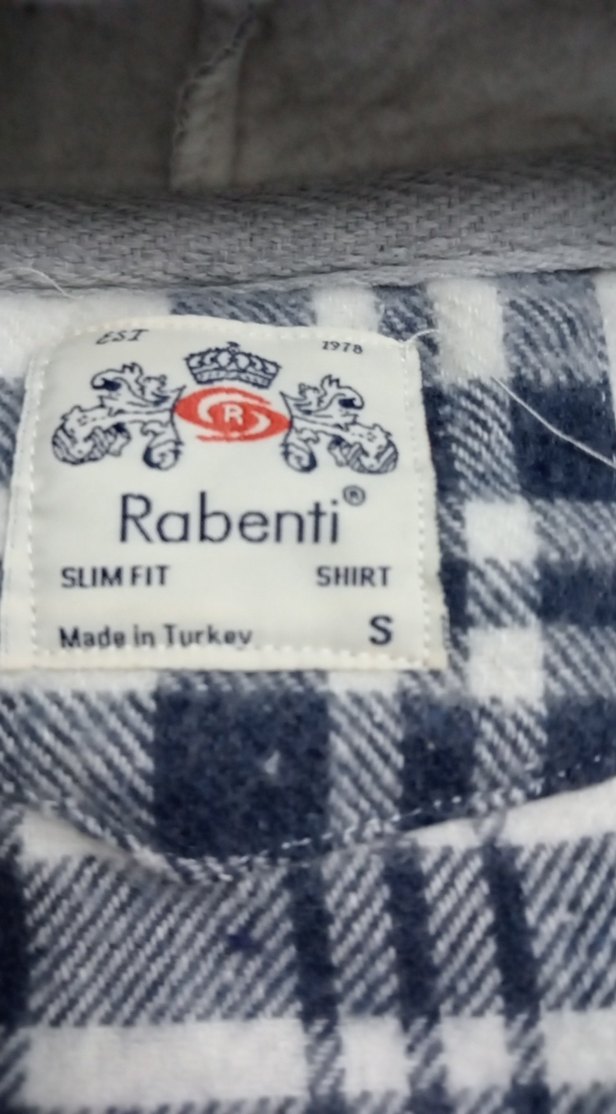 EST 1978
R
Rabenti®
SLIM FIT SHIRT
Made in Turkey S